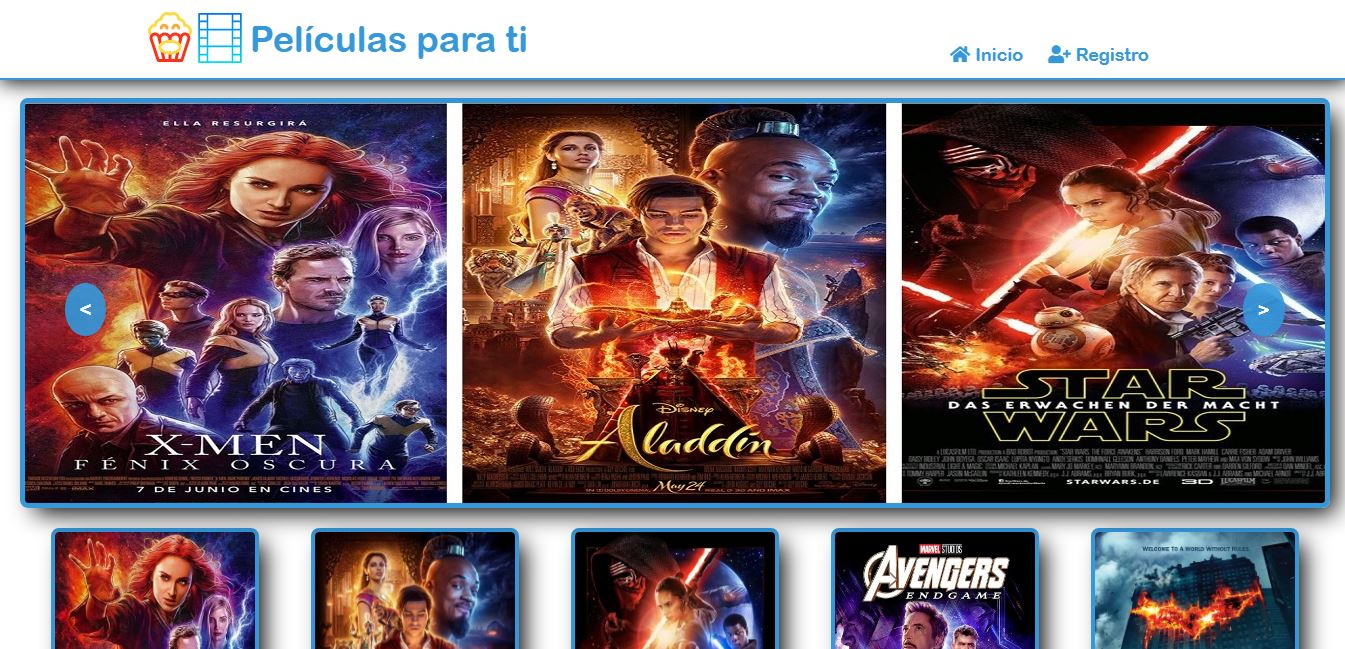 Películas para ti
Inicio
Registro
ELLA RESURGIRÁ
X-MEN
FÉNIX OSCURA
7 DE JUNIO EN CINES
<
Disney
Aladdin
May 24
STAR
DAS ERWACHEN DER MACHT
WARS
STARWARS.DE
3D
>
MARVEL STUDIOS
AVENGERS
ENDGAME
WELCOME TO A WORLD WITHOUT RULES.